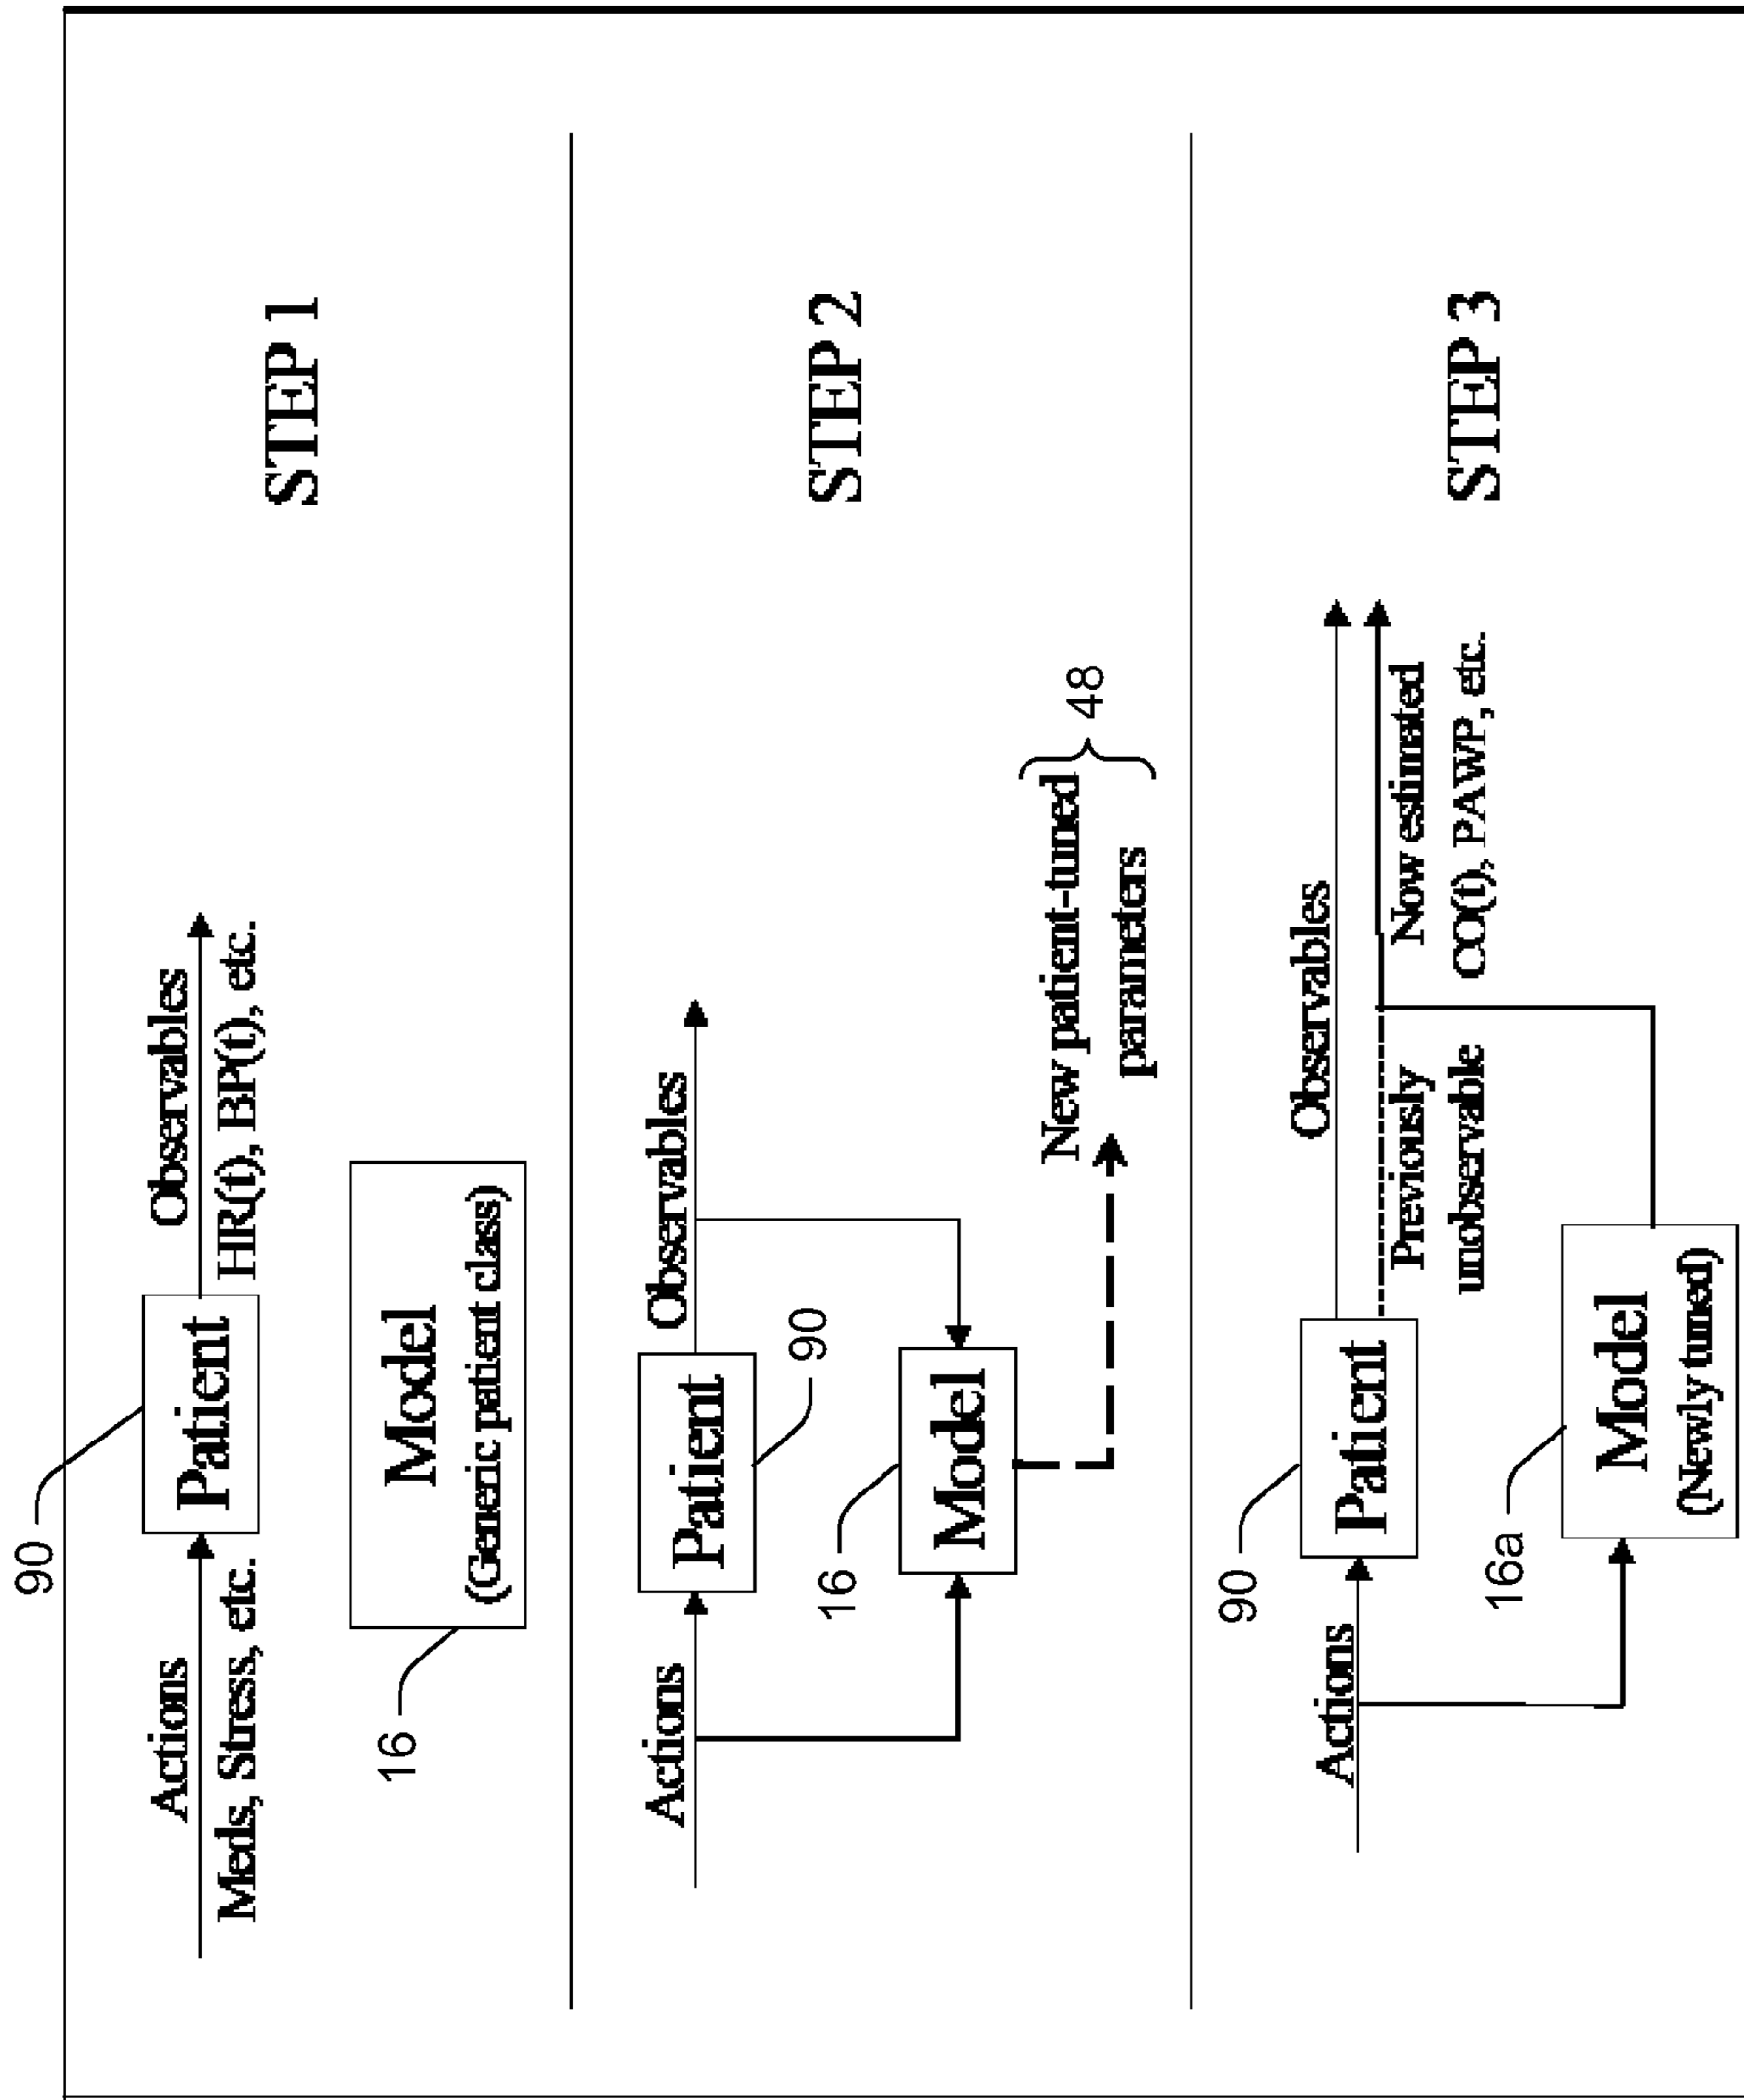 90
Actions
Meds, Stress, etc.
Patient
Observables
HR(t), BP(t), etc.
STEP 1
16
Model
(Generic patient class)
Actions
Patient
90
Observables
STEP 2
16
Model
New patient-tuned
parameters
48
90
Actions
Patient
Observables
STEP 3
Previously
unobservable
Now estimated
CO(t), PAWP, etc.
16a
Model
(Newly tuned)